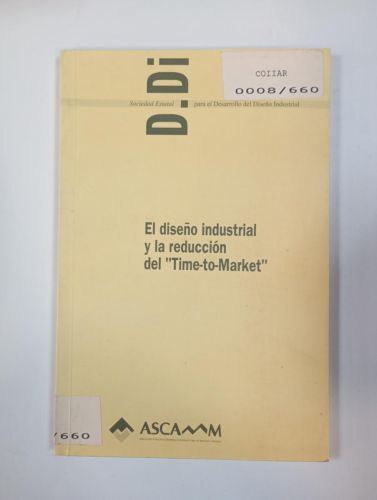 D.Di
COIIAR
0008/660
Sociedad Estatal para el Desarrollo del Diseño Industrial
El diseño industrial
y la reducción
del "Time-to-Market"
/660
ASCAMM